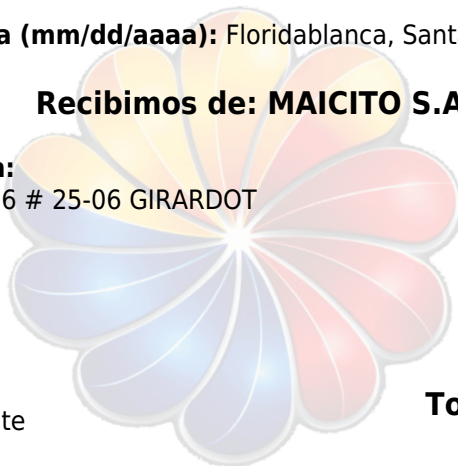 a (mm/dd/aaaa): Floridablanca, Sant
Recibimos de: MAICITO S.A
n:
6 # 25-06 GIRARDOT
To
te